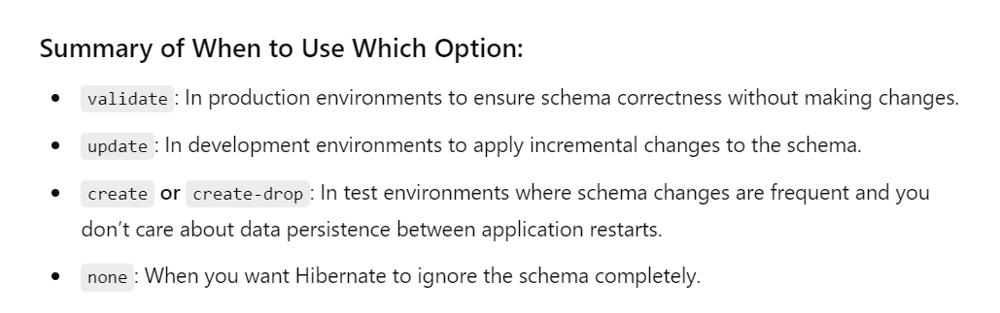 Summary of When to Use Which Option:
• validate: In production environments to ensure schema correctness without making changes.
• update: In development environments to apply incremental changes to the schema.
• create or create-drop: In test environments where schema changes are frequent and you
don’t care about data persistence between application restarts.
• none: When you want Hibernate to ignore the schema completely.